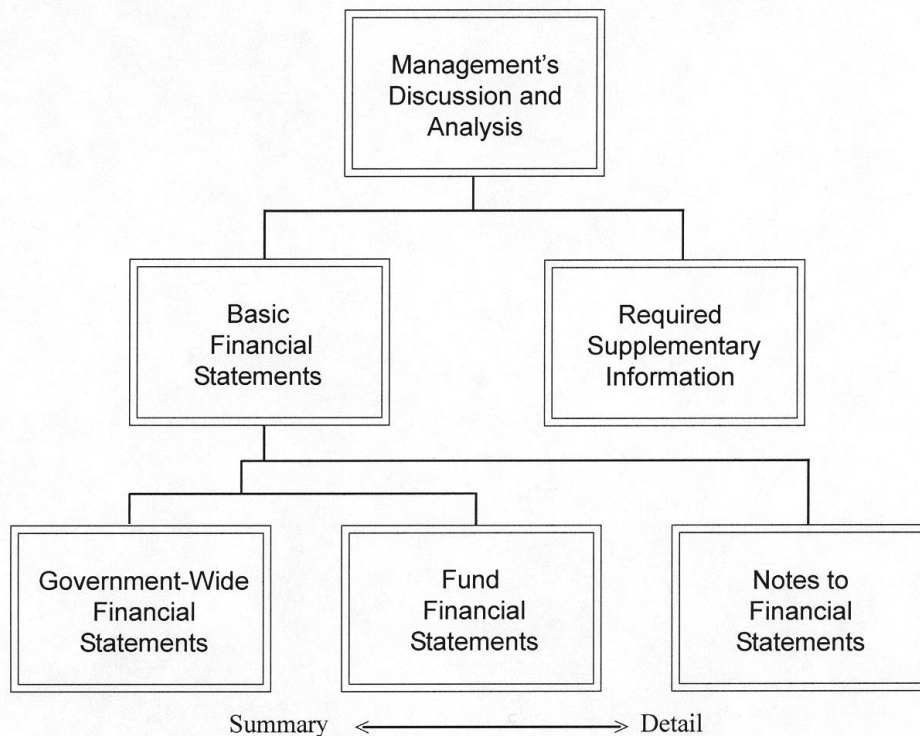 Management’s
Discussion and
Analysis
Basic
Financial
Statements
Required
Supplementary
Information
Government-Wide
Financial
Statements
Fund
Financial
Statements
Notes to
Financial
Statements
Summary
Detail